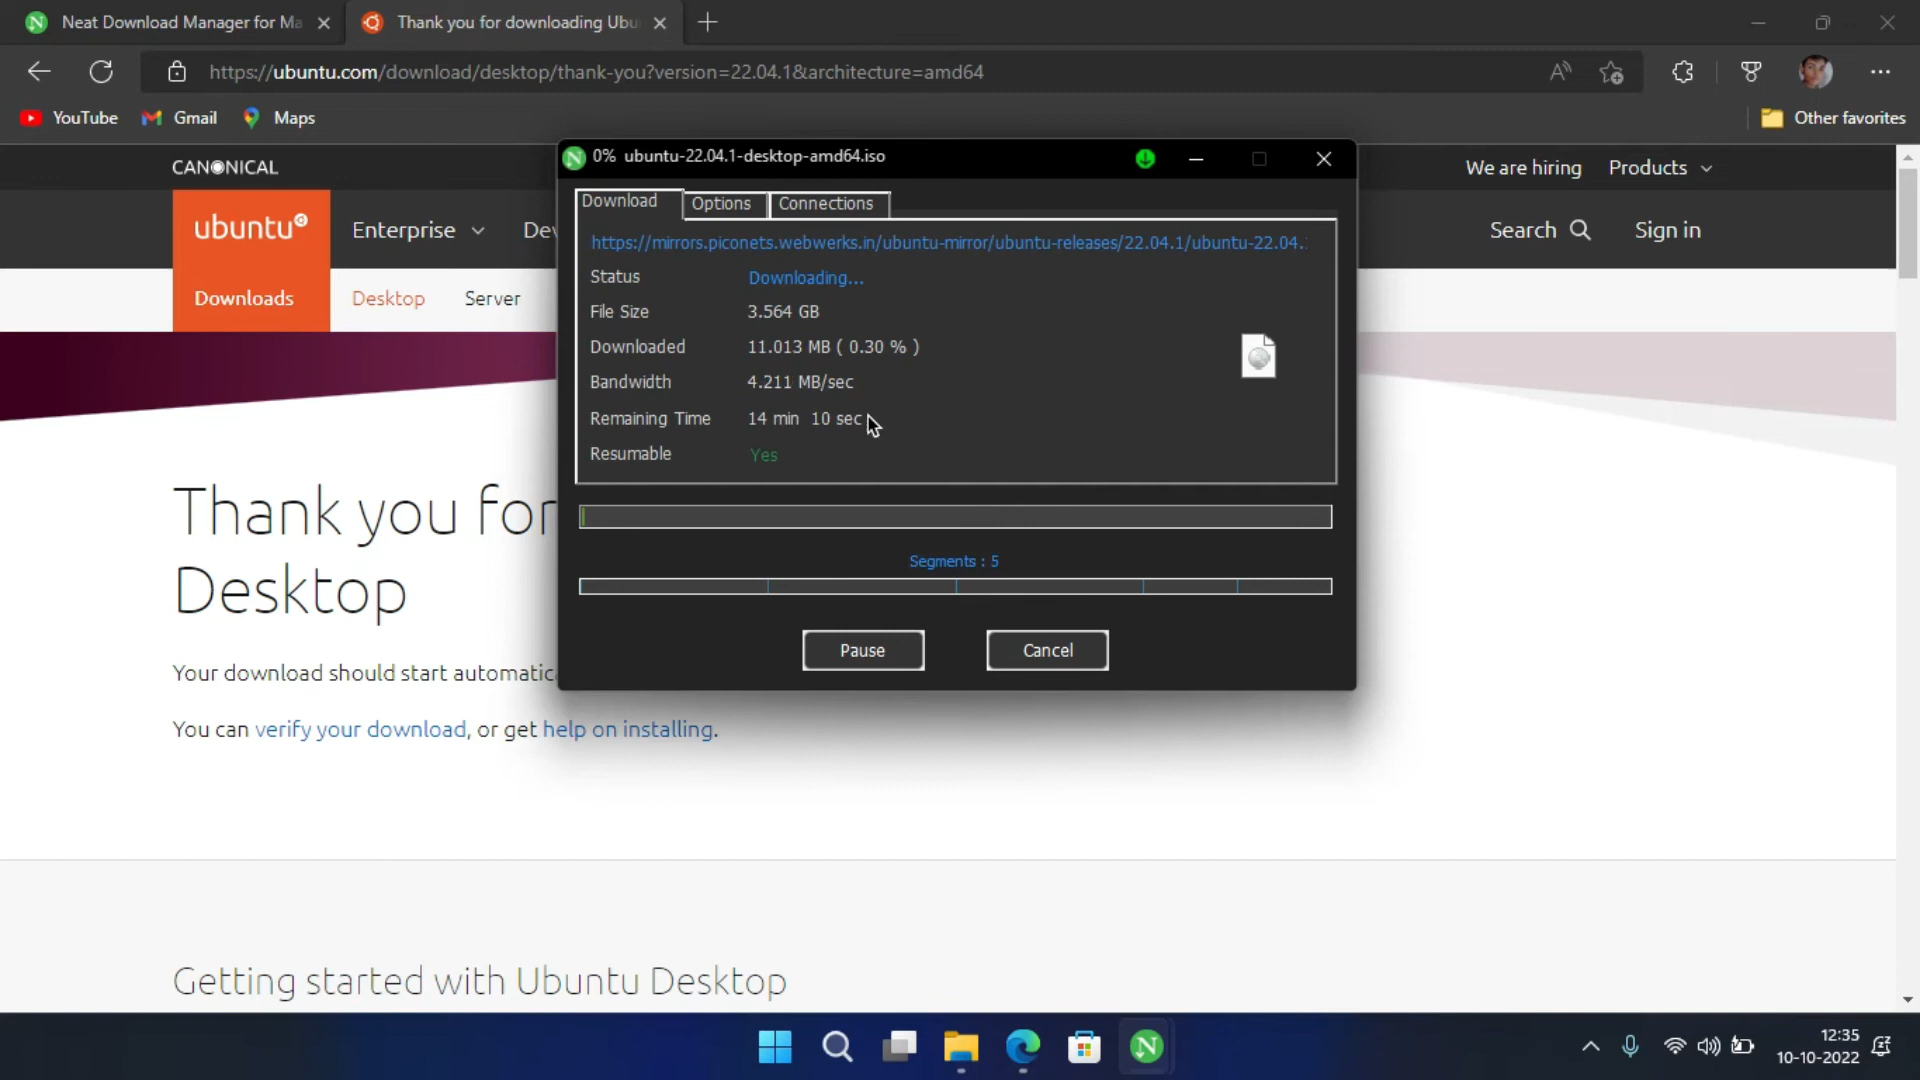 Neat Download Manager for Ma
Thank you for downloading Ubu
https://ubuntu.com/download/desktop/thank-you?version=22.04.1&architecture=amd64
YouTube
Gmail
Maps
Other favorites
CANONICAL
We are hiring
Products
ubuntu
Enterprise
Dev
Search
Sign in
Downloads
Desktop
Server
0% ubuntu-22.04.1-desktop-amd64.iso
Download
Options
Connections
https://mirrors.piconets.webwerks.in/ubuntu-mirror/ubuntu-releases/22.04.1/ubuntu-22.04.
Status Downloading...
File Size 3.564 GB
Downloaded 11.013 MB ( 0.30 % )
Bandwidth 4.211 MB/sec
Remaining Time 14 min 10 sec
Resumable Yes
Segments : 5
Pause
Cancel
Thank you for
Desktop
Your download should start automatica
You can verify your download, or get help on installing.
Getting started with Ubuntu Desktop
12:35
10-10-2022